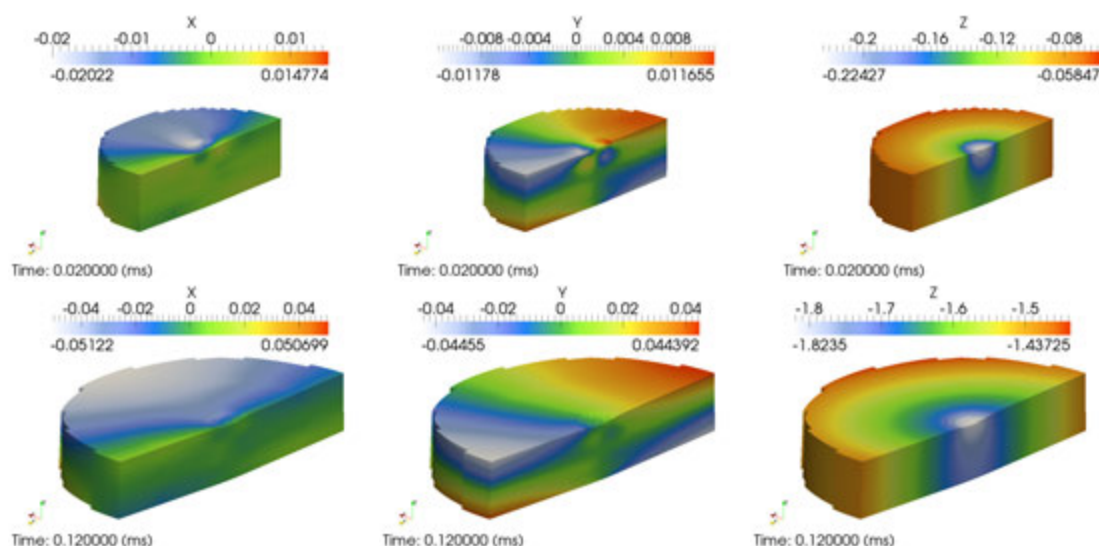 X
-0.02 -0.01 0 0.01
-0.02022 0.014774
Time: 0.020000 (ms)
Y
-0.008 -0.004 0 0.004 0.008
-0.01178 0.011655
Time: 0.020000 (ms)
Z
-0.2 -0.16 -0.12 -0.08
-0.22427 -0.05847
Time: 0.020000 (ms)
X
-0.04 -0.02 0 0.02 0.04
-0.05122 0.050699
Time: 0.120000 (ms)
Y
-0.04 -0.02 0 0.02 0.04
-0.04455 0.044392
Time: 0.120000 (ms)
Z
-1.8 -1.7 -1.6 -1.5
-1.8235 -1.43725
Time: 0.120000 (ms)